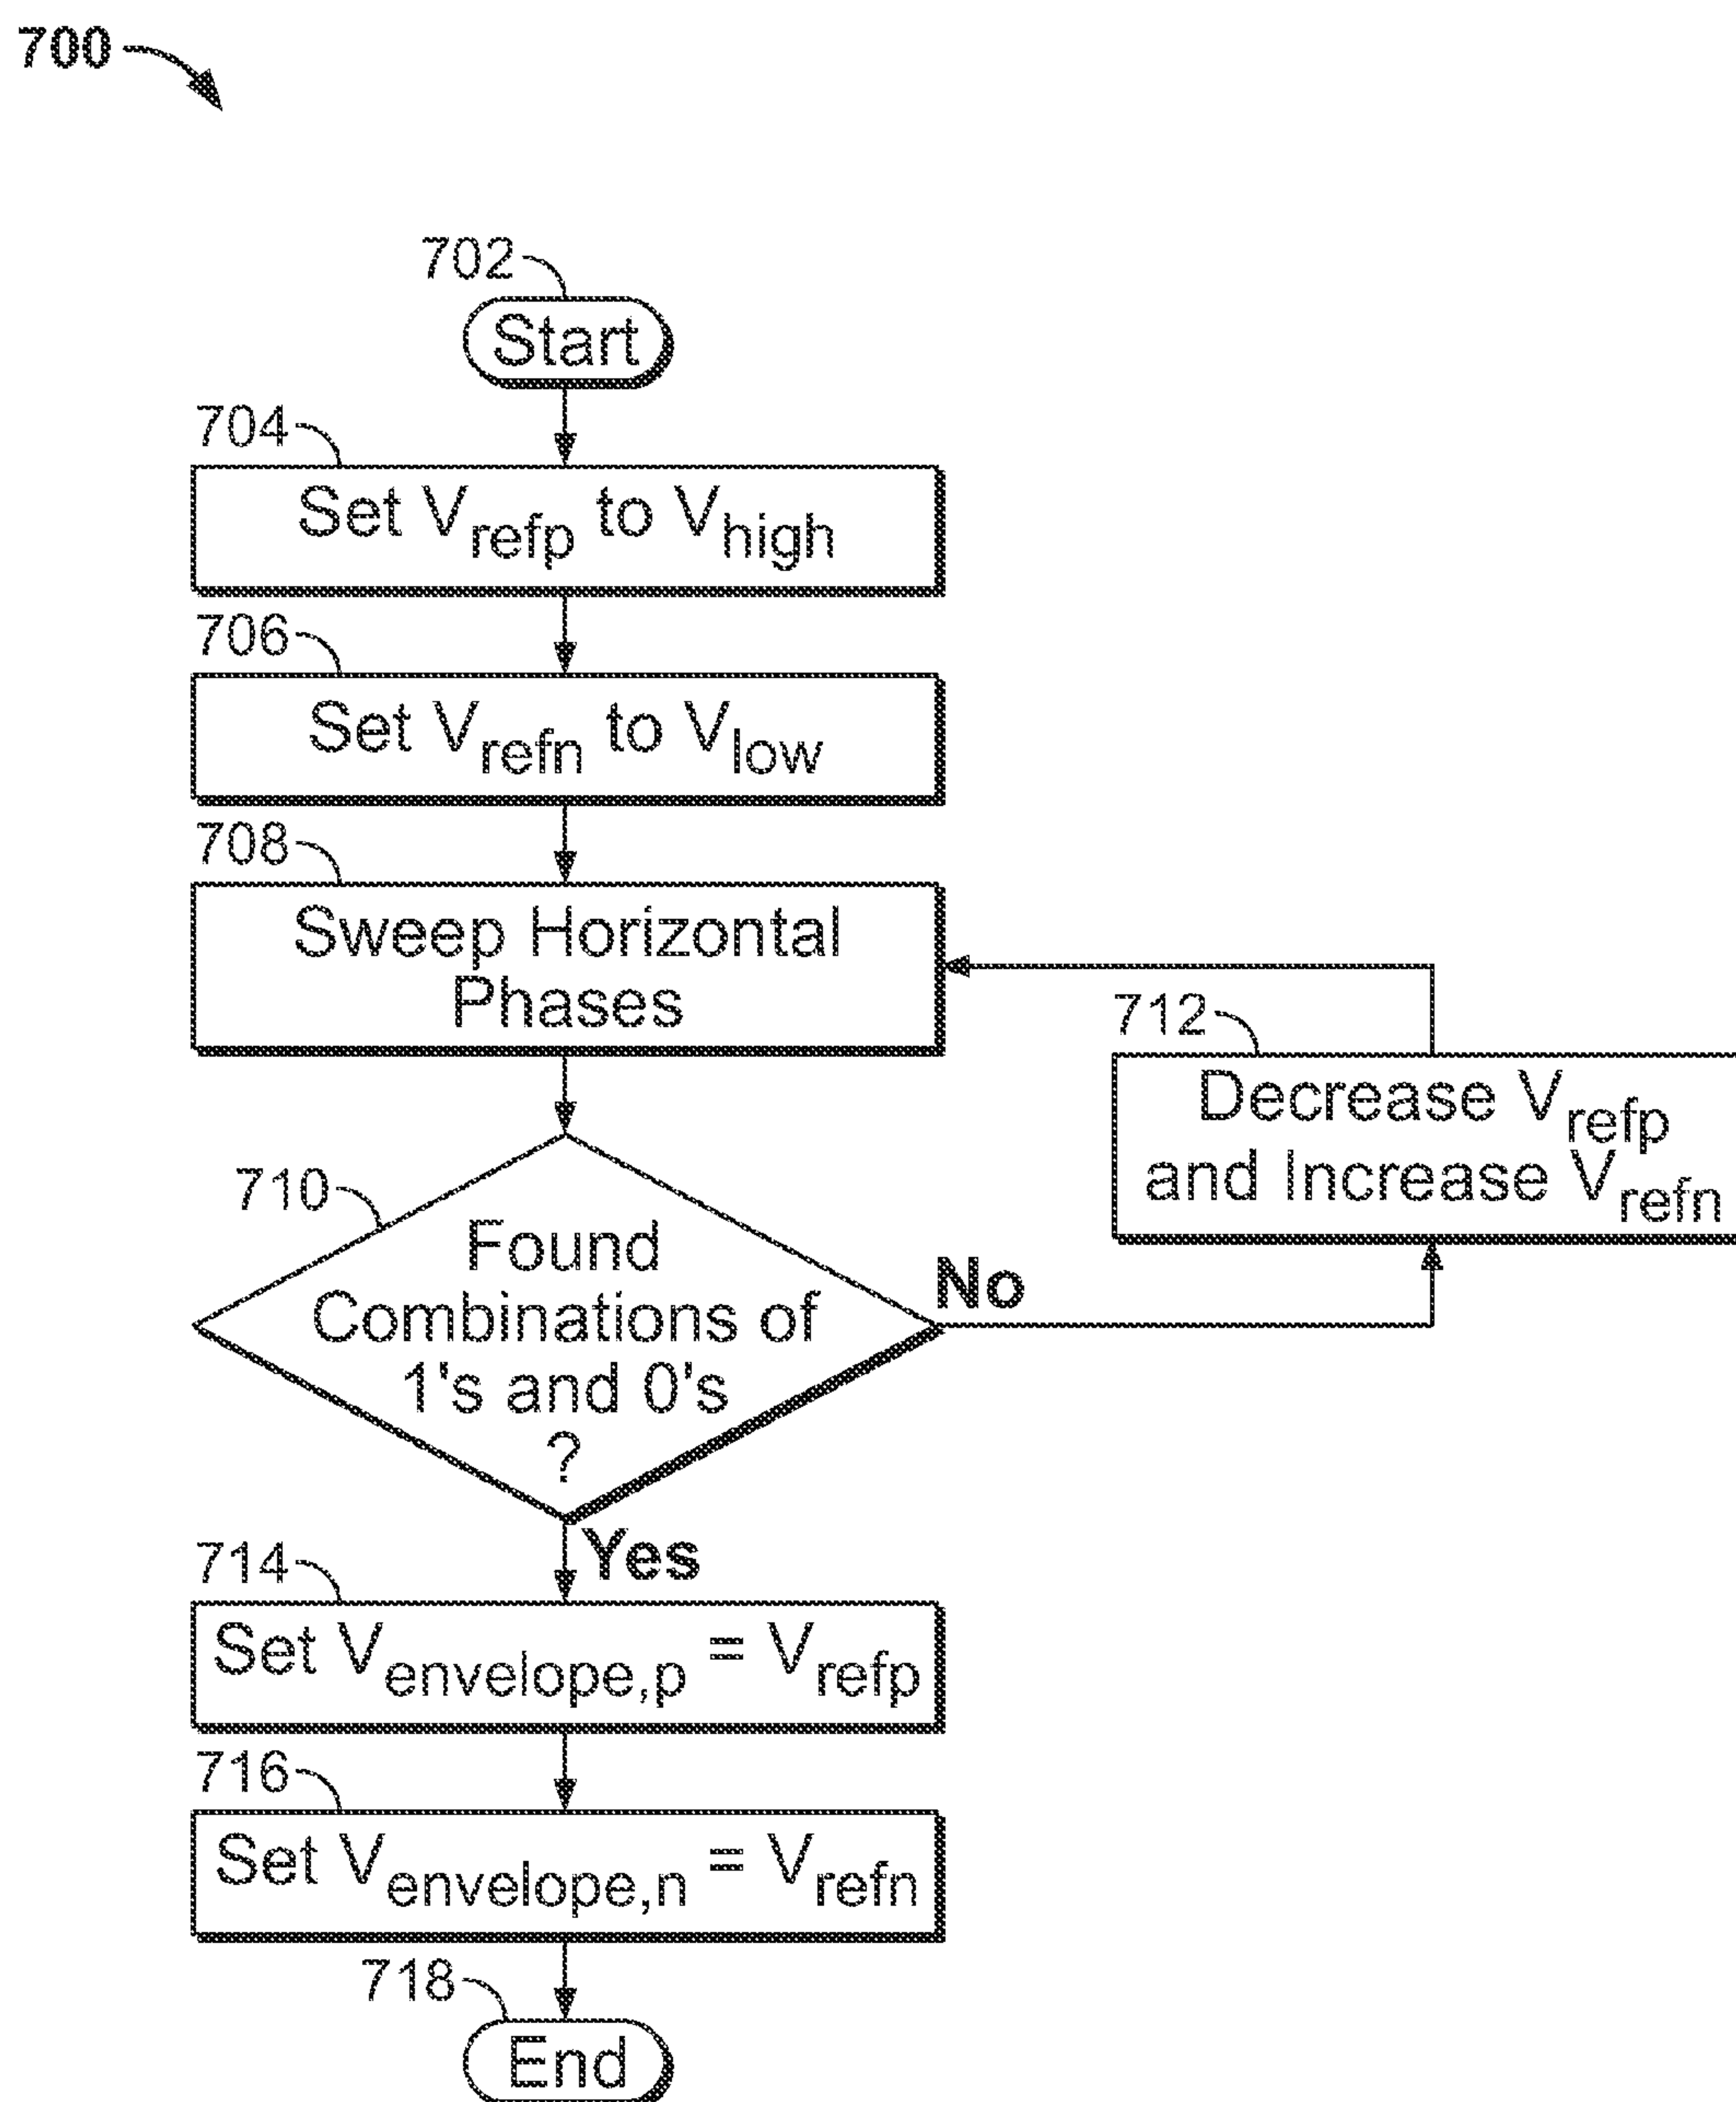 700
702
Start
704
Set Vrefp to Vhigh
706
Set Vrefn to Vlow
708
Sweep Horizontal
Phases
712
Decrease Vrefp
and Increase Vrefn
710
Found
Combinations of
1's and 0's
?
No
Yes
714
Set Venvelope,p = Vrefp
716
Set Venvelope,n = Vrefn
718
End